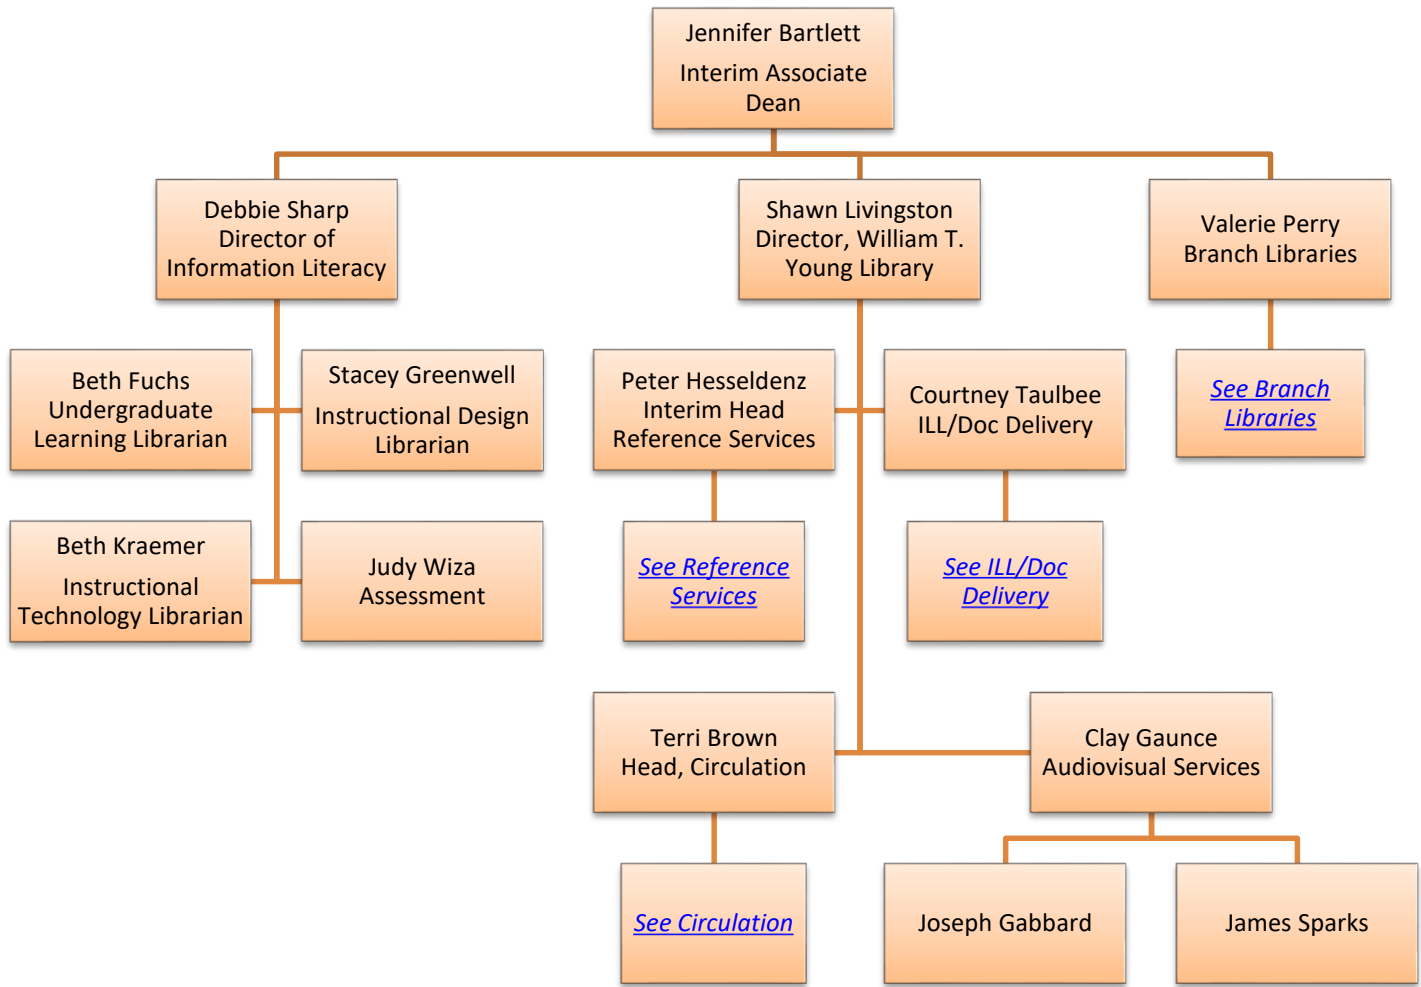 Jennifer Bartlett
Interim Associate
Dean
Debbie Sharp
Director of
Information Literacy
Shawn Livingston
Director, William T.
Young Library
Valerie Perry
Branch Libraries
Beth Fuchs
Undergraduate
Learning Librarian
Stacey Greenwell
Instructional Design
Librarian
Peter Hesseldenz
Interim Head
Reference Services
Courtney Taulbee
ILL/Doc Delivery
See Branch
Libraries
Beth Kraemer
Instructional
Technology Librarian
Judy Wiza
Assessment
See Reference
Services
See ILL/Doc
Delivery
Terri Brown
Head, Circulation
Clay Gaunce
Audiovisual Services
See Circulation
Joseph Gabbard
James Sparks